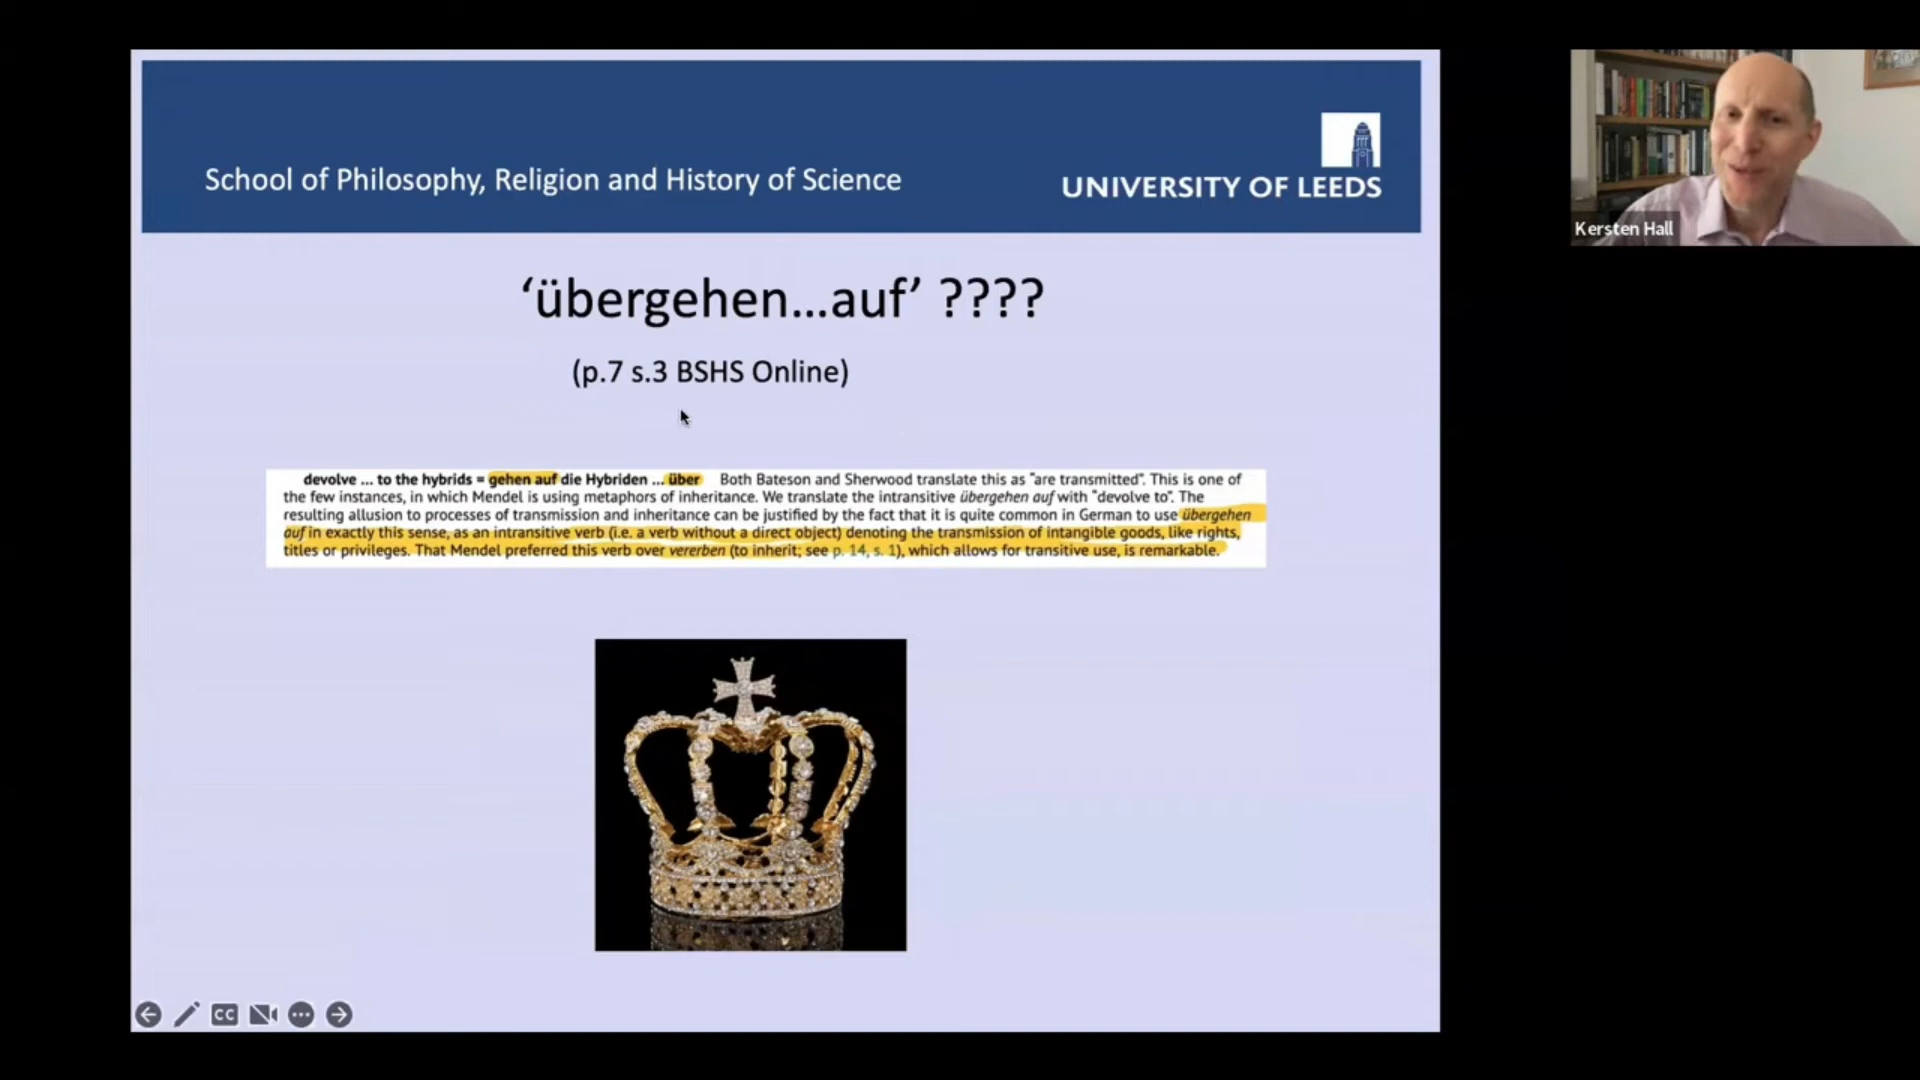 School of Philosophy, Religion and History of Science
UNIVERSITY OF LEEDS
Kersten Hall
‘übergehen...auf’ ????
(p.7 s.3 BSHS Online)
devolve ... to the hybrids = gehen auf die Hybriden ... über Both Bateson and Sherwood translate this as "are transmitted". This is one of
the few instances, in which Mendel is using metaphors of inheritance. We translate the intransitive übergehen auf with "devolve to". The
resulting allusion to processes of transmission and inheritance can be justified by the fact that it is quite common in German to use übergehen
auf in exactly this sense, as an intransitive verb (i.e. a verb without a direct object) denoting the transmission of intangible goods, like rights,
titles or privileges. That Mendel preferred this verb over vererben (to inherit; see p. 14, s. 1), which allows for transitive use, is remarkable.
CC